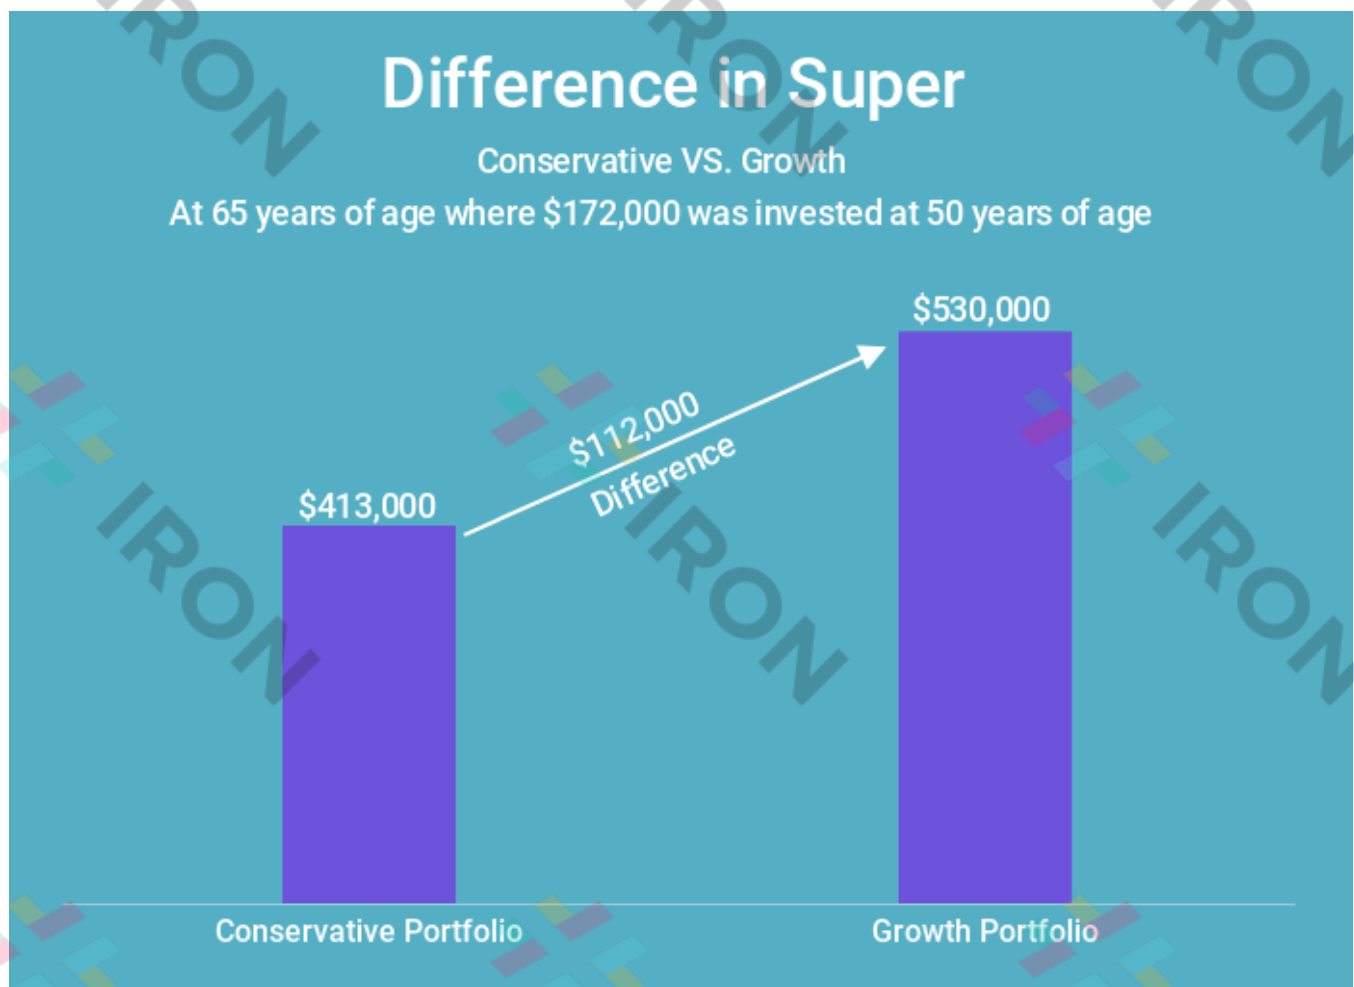 Difference in Super
Conservative VS. Growth
At 65 years of age where $172,000 was invested at 50 years of age
$530,000
$112,000
Difference
$413,000
Conservative Portfolio
Growth Portfolio
IRON
IRON
IRON
IRON
IRON
IRON